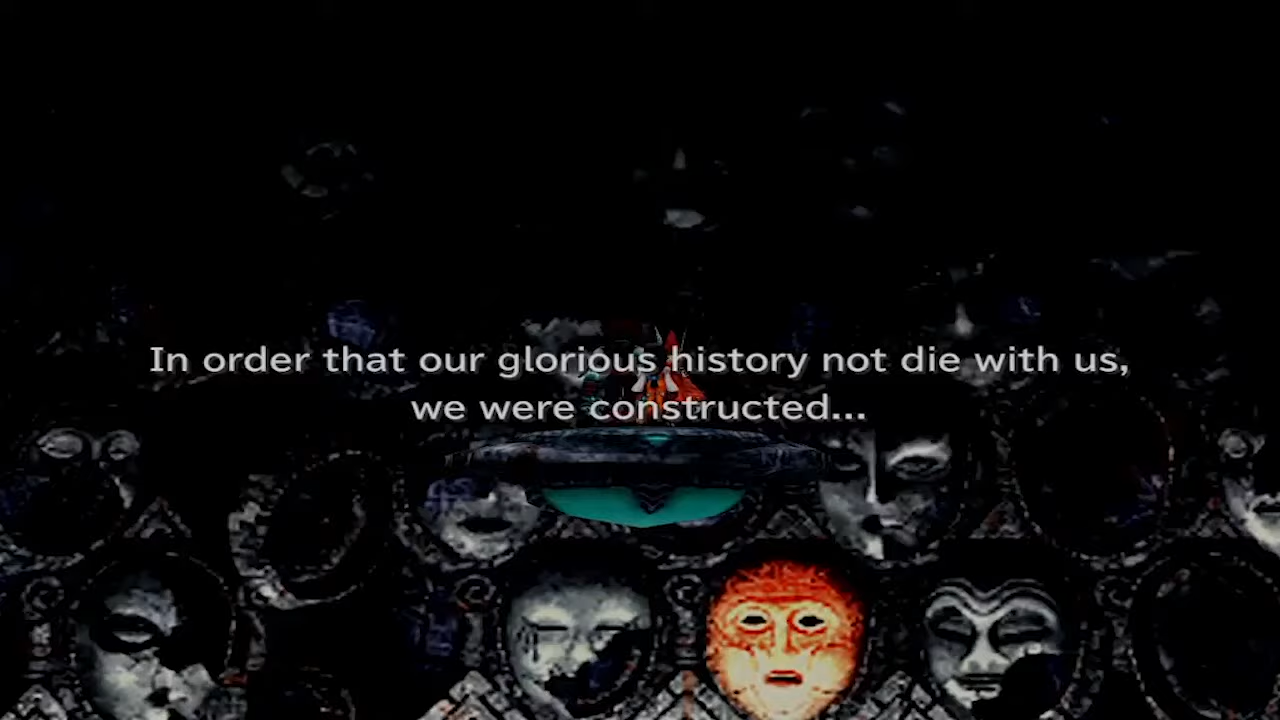 In order that our glorious history not die with us,
we were constructed...